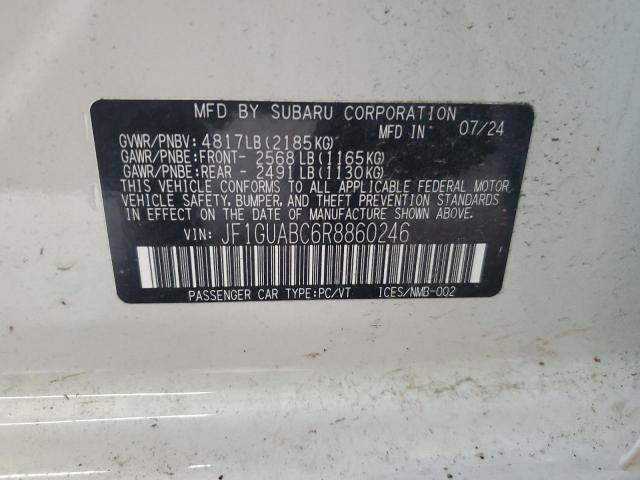 MFD BY SUBARU CORPORATION
MFD IN 07/24
GVWR/PNBV: 4817LB(2185KG)
GAWR/PNBE:FRONT- 2568LB(1165KG)
GAWR/PNBE:REAR - 2491LB(1130KG)
THIS VEHICLE CONFORMS TO ALL APPLICABLE FEDERAL MOTOR
VEHICLE SAFETY, BUMPER, AND THEFT PREVENTION STANDARDS
IN EFFECT ON THE DATE OF MANUFACTURE SHOWN ABOVE.
VIN: JF1GUABC6R8860246
PASSENGER CAR TYPE:PC/VT ICES/NMB-002